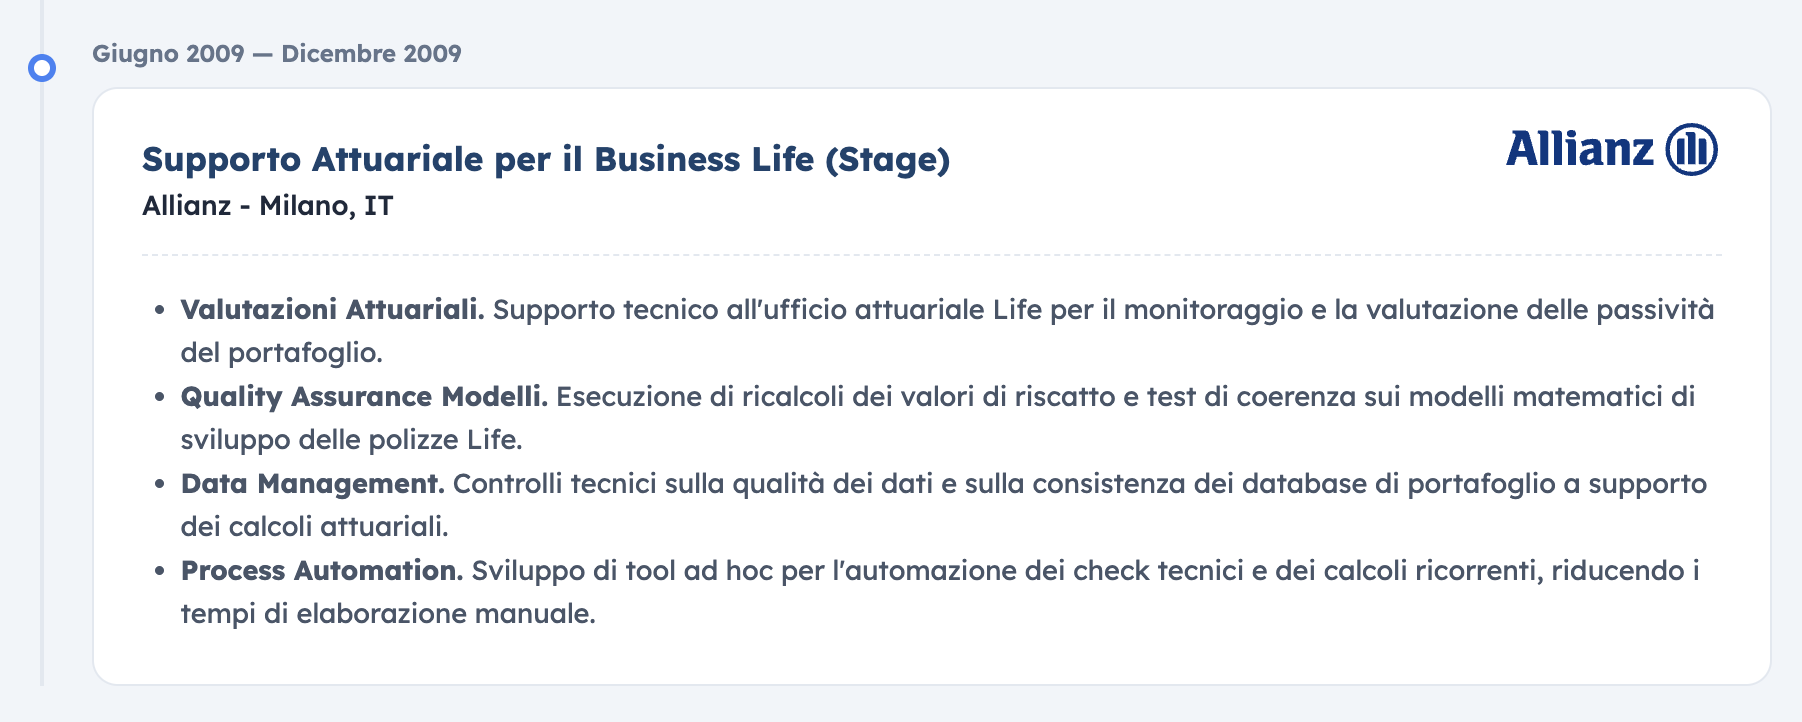 Giugno 2009 — Dicembre 2009
Supporto Attuariale per il Business Life (Stage)
Allianz
Allianz - Milano, IT
• Valutazioni Attuariali. Supporto tecnico all'ufficio attuariale Life per il monitoraggio e la valutazione delle passività
del portafoglio.
• Quality Assurance Modelli. Esecuzione di ricalcoli dei valori di riscatto e test di coerenza sui modelli matematici di
sviluppo delle polizze Life.
• Data Management. Controlli tecnici sulla qualità dei dati e sulla consistenza dei database di portafoglio a supporto
dei calcoli attuariali.
• Process Automation. Sviluppo di tool ad hoc per l'automazione dei check tecnici e dei calcoli ricorrenti, riducendo i
tempi di elaborazione manuale.